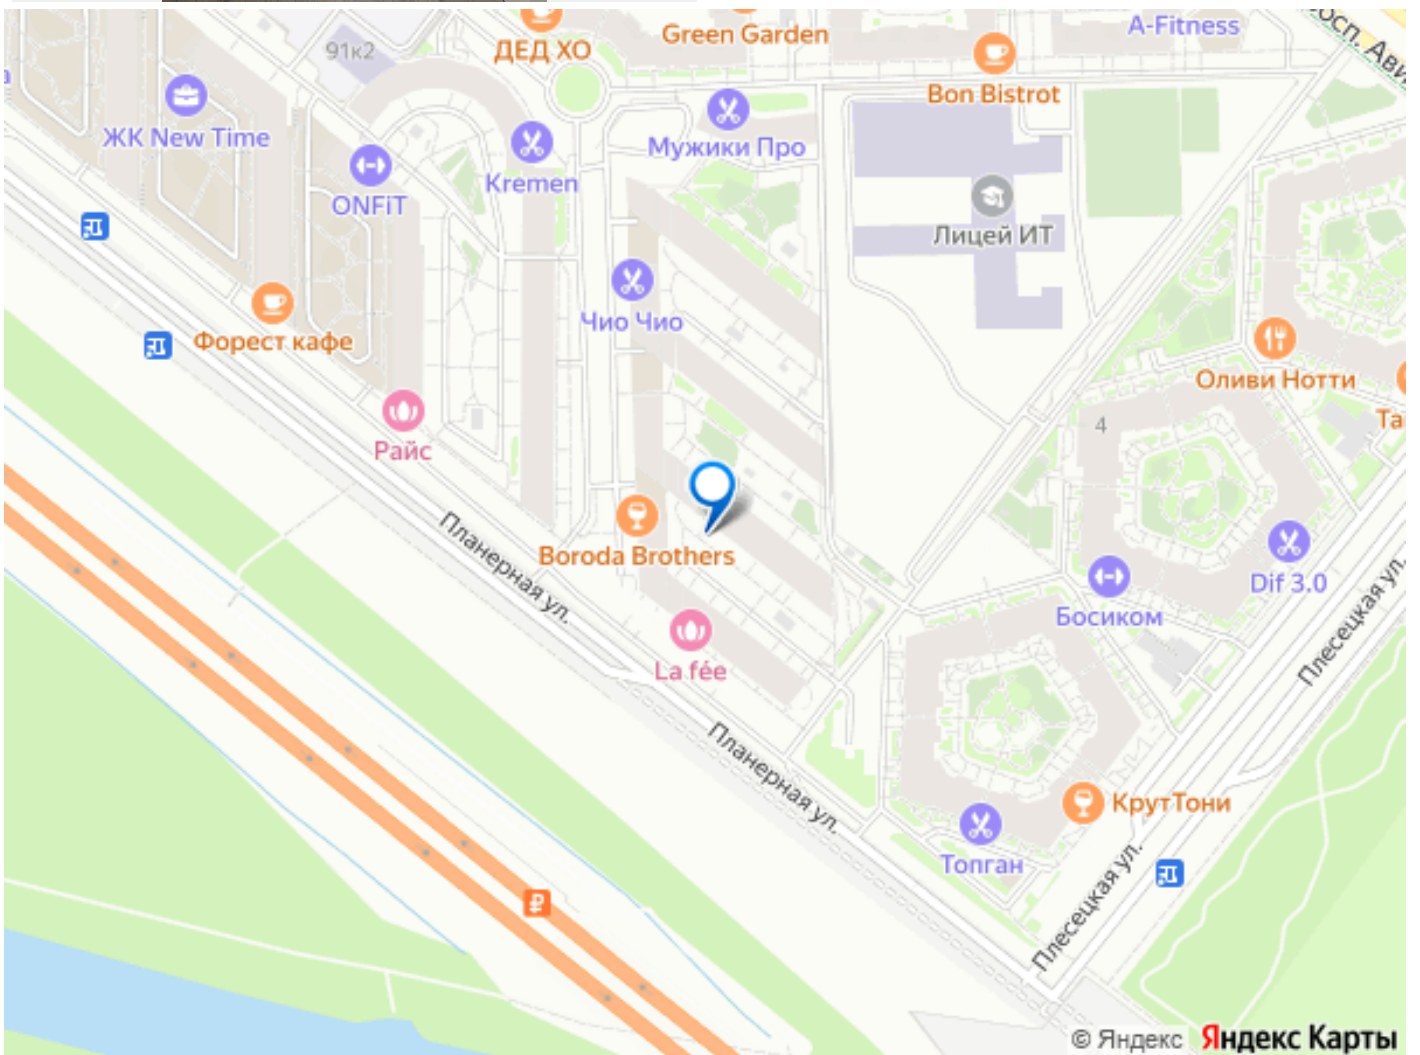 A-Fitness
Green Garden
ДЕД ХО
91к2
Bon Bistrot
ЖК New Time
Мужики Про
Kremen
ONFiT
Лицей ИТ
Чио Чио
Форест кафе
Оливи Нотти
Та
4
Райс
Планерная ул.
Boroda Brothers
Dif 3.0
Босиком
Плесецкая ул.
La fée
Планерная ул.
КрутТони
Топган
Плесецкая ул.
₽
© Яндекс Яндекс Карты